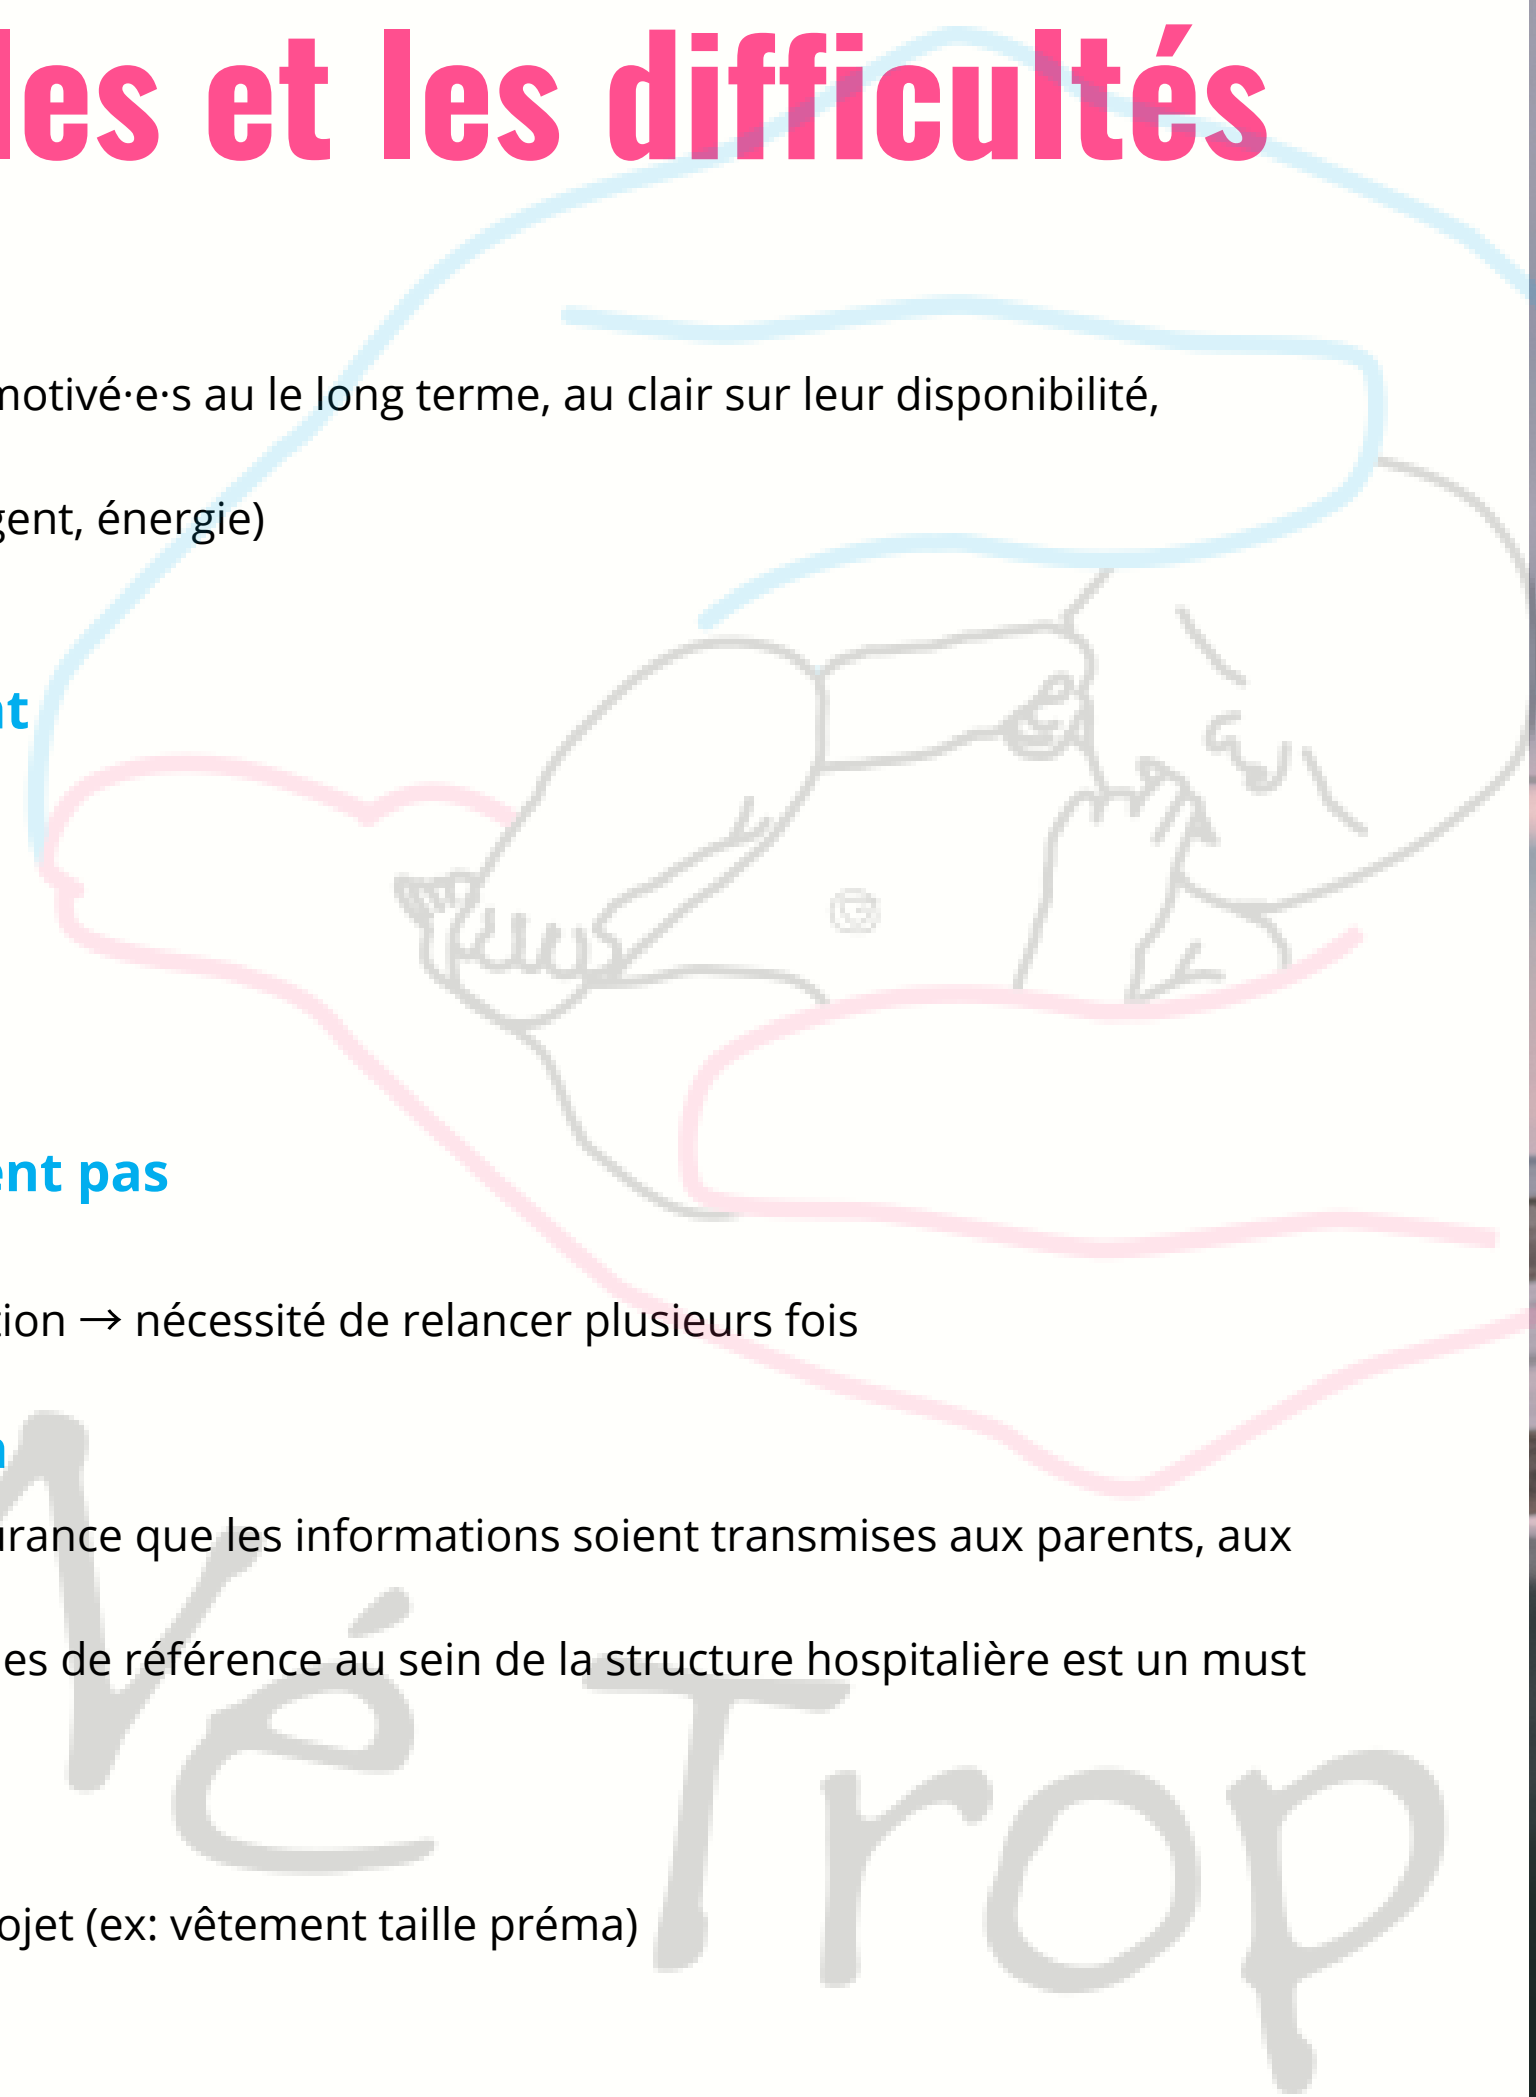 les et les difficultés
motivé·e·s au le long terme, au clair sur leur disponibilité,
gent, énergie)
nt
ent pas
tion → nécessité de relancer plusieurs fois
urance que les informations soient transmises aux parents, aux
es de référence au sein de la structure hospitalière est un must
Né Trop
ojet (ex: vêtement taille préma)